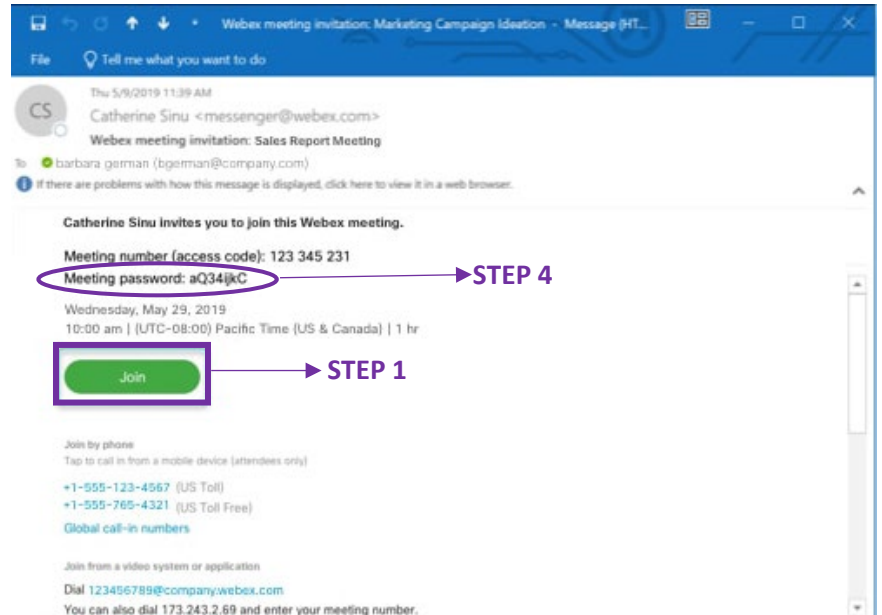 Webex meeting invitation: Marketing Campaign Ideation - Message (HT...
File Tell me what you want to do
Thu 5/9/2019 11:39 AM
CS
Catherine Sinu <messenger@webex.com>
Webex meeting invitation: Sales Report Meeting
To barbara german (bgerman@company.com)
If there are problems with how this message is displayed, click here to view it in a web browser.
Catherine Sinu invites you to join this Webex meeting.
Meeting number (access code): 123 345 231
Meeting password: aQ34ijkC
STEP 4
Wednesday, May 29, 2019
10:00 am | (UTC-08:00) Pacific Time (US & Canada) | 1 hr
Join
STEP 1
Join by phone
Tap to call in from a mobile device (attendees only)
+1-555-123-4567 (US Toll)
+1-555-765-4321 (US Toll Free)
Global call-in numbers
Join from a video system or application
Dial 123456789@company.webex.com
You can also dial 173.243.2.69 and enter your meeting number.